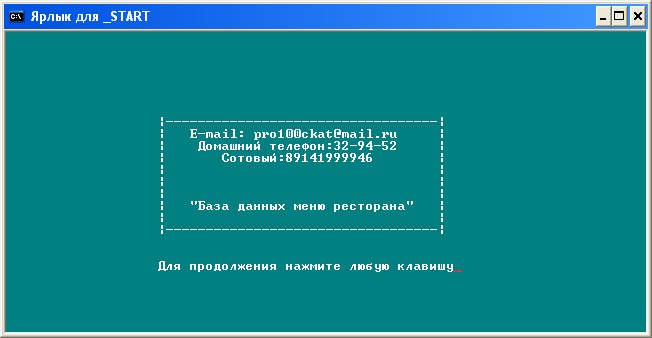 C:\ Ярлык для _START
E-mail: pro100ckat@mail.ru
Домашний телефон:32-94-52
Сотовый:89141999946
"База данных меню ресторана"
Для продолжения нажмите любую клавишу_